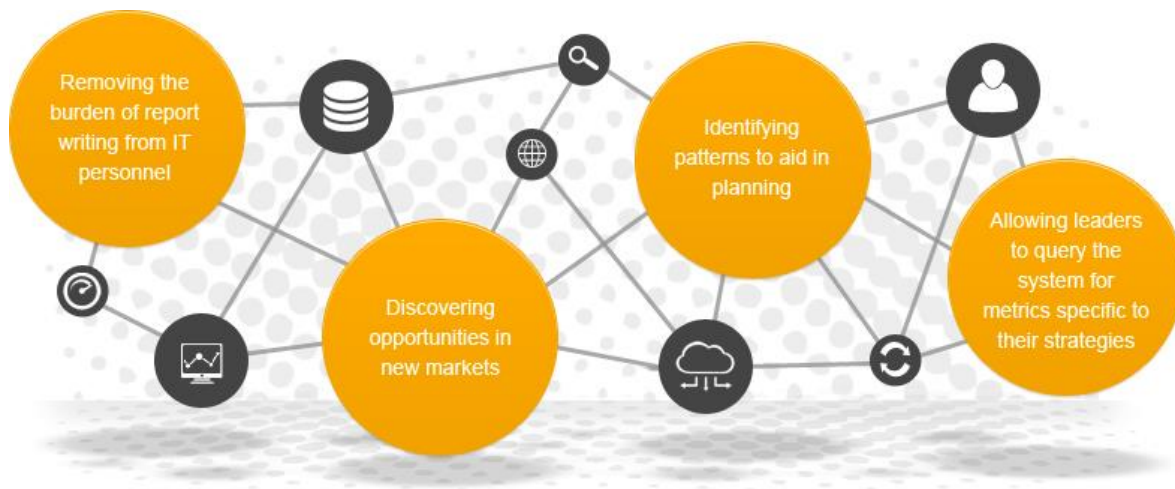 Removing the
burden of report
writing from IT
personnel
Discovering
opportunities in
new markets
Identifying
patterns to aid in
planning
Allowing leaders
to query the
system for
metrics specific to
their strategies